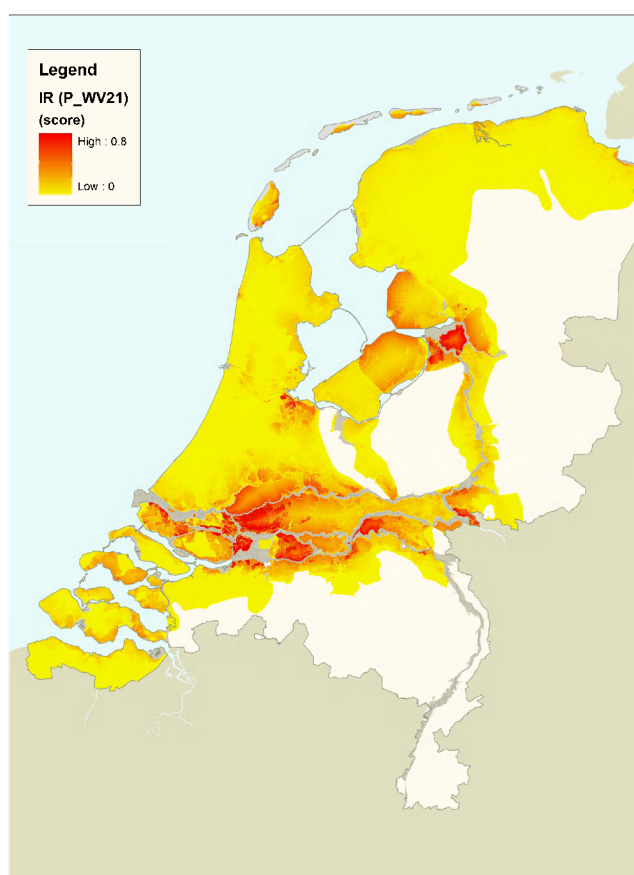 Legend
IR (P_WV21)
(score)
High : 0.8
Low : 0